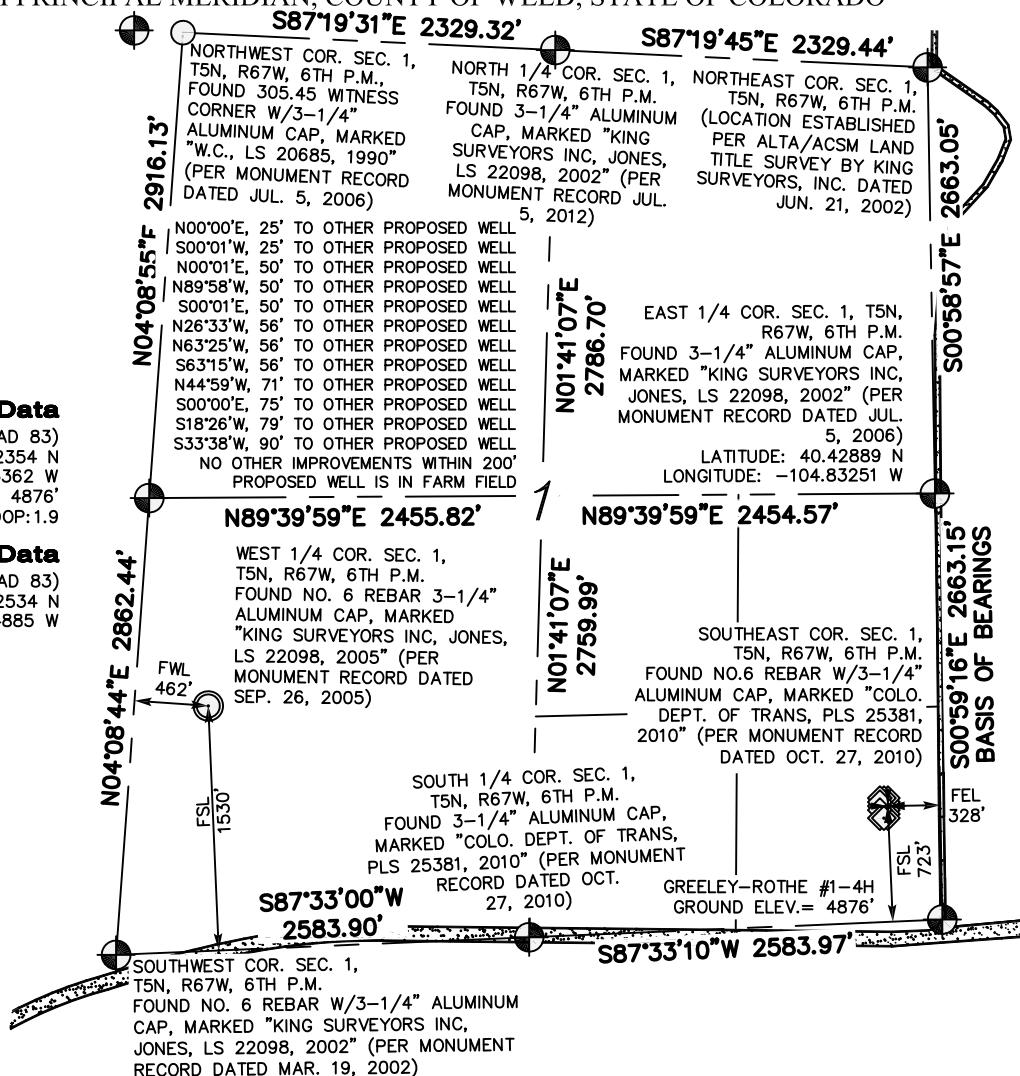 PRINCIPAL MERIDIAN, COUNTY OF WELD, STATE OF COLORADO
S87°19'31"E 2329.32'
S87°19'45"E 2329.44'
NORTHWEST COR. SEC. 1,
T5N, R67W, 6TH P.M.,
FOUND 305.45 WITNESS
CORNER W/3-1/4"
ALUMINUM CAP, MARKED
"W.C., LS 20685, 1990"
(PER MONUMENT RECORD
DATED JUL. 5, 2006)
NORTH 1/4 COR. SEC. 1,
T5N, R67W, 6TH P.M.
FOUND 3-1/4" ALUMINUM
CAP, MARKED "KING
SURVEYORS INC, JONES,
LS 22098, 2002" (PER
MONUMENT RECORD JUL.
5, 2012)
NORTHEAST COR. SEC. 1,
T5N, R67W, 6TH P.M.
(LOCATION ESTABLISHED
PER ALTA/ACSM LAND
TITLE SURVEY BY KING
SURVEYORS, INC. DATED
JUN. 21, 2002)
N04°08'55"E 2916.13'
S00°58'57"E 2663.05'
N00°00'E, 25' TO OTHER PROPOSED WELL
S00°01'W, 25' TO OTHER PROPOSED WELL
N00°01'E, 50' TO OTHER PROPOSED WELL
N89°58'W, 50' TO OTHER PROPOSED WELL
S00°01'E, 50' TO OTHER PROPOSED WELL
N26°33'W, 56' TO OTHER PROPOSED WELL
N63°25'W, 56' TO OTHER PROPOSED WELL
S63°15'W, 56' TO OTHER PROPOSED WELL
N44°59'W, 71' TO OTHER PROPOSED WELL
S00°00'E, 75' TO OTHER PROPOSED WELL
S18°26'W, 79' TO OTHER PROPOSED WELL
S33°38'W, 90' TO OTHER PROPOSED WELL
NO OTHER IMPROVEMENTS WITHIN 200'
PROPOSED WELL IS IN FARM FIELD
N01°41'07"E
2786.70'
EAST 1/4 COR. SEC. 1, T5N,
R67W, 6TH P.M.
FOUND 3-1/4" ALUMINUM CAP,
MARKED "KING SURVEYORS INC,
JONES, LS 22098, 2002" (PER
MONUMENT RECORD DATED JUL.
5, 2006)
LATITUDE: 40.42889 N
LONGITUDE: -104.83251 W
Data
AD 83)
2354 N
362 W
4876'
OP:1.9
Data
AD 83)
2534 N
885 W
1
N89°39'59"E 2455.82'
N89°39'59"E 2454.57'
WEST 1/4 COR. SEC. 1,
T5N, R67W, 6TH P.M.
FOUND NO. 6 REBAR 3-1/4"
ALUMINUM CAP, MARKED
"KING SURVEYORS INC, JONES,
LS 22098, 2005" (PER
MONUMENT RECORD DATED
SEP. 26, 2005)
N04°08'44"E 2862.44'
FWL
462'
FSL
1530'
N01°41'07"E
2759.99'
SOUTHEAST COR. SEC. 1,
T5N, R67W, 6TH P.M.
FOUND NO.6 REBAR W/3-1/4"
ALUMINUM CAP, MARKED "COLO.
DEPT. OF TRANS, PLS 25381,
2010" (PER MONUMENT RECORD
DATED OCT. 27, 2010)
S00°59'16"E 2663.15'
BASIS OF BEARINGS
SOUTH 1/4 COR. SEC. 1,
T5N, R67W, 6TH P.M.
FOUND 3-1/4" ALUMINUM CAP,
MARKED "COLO. DEPT. OF TRANS,
PLS 25381, 2010" (PER MONUMENT
RECORD DATED OCT.
27, 2010)
FEL
328'
FSL
723'
GREELEY-ROTHE #1-4H
GROUND ELEV.= 4876'
S87°33'00"W
2583.90'
S87°33'10"W 2583.97'
SOUTHWEST COR. SEC. 1,
T5N, R67W, 6TH P.M.
FOUND NO. 6 REBAR W/3-1/4" ALUMINUM
CAP, MARKED "KING SURVEYORS INC,
JONES, LS 22098, 2002" (PER MONUMENT
RECORD DATED MAR. 19, 2002)